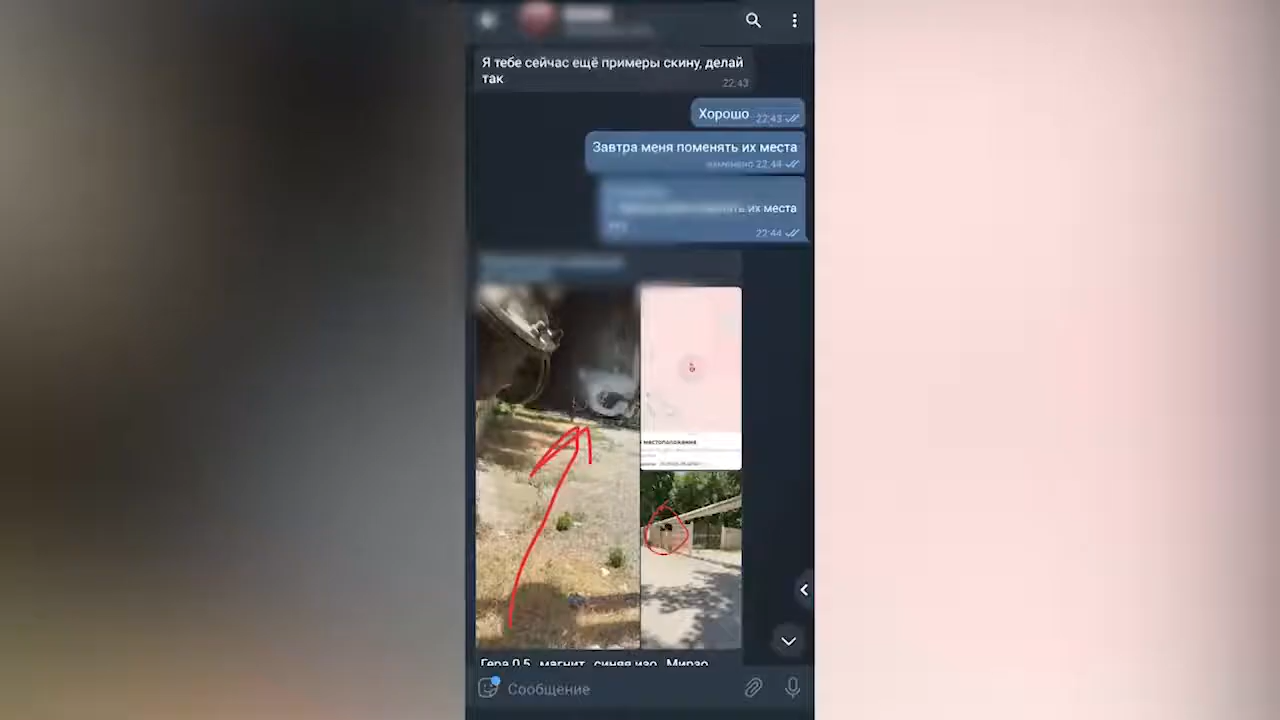 Я тебе сейчас ещё примеры скину, делай
так
22:43
Хорошо
22:43
Завтра меня поменять их места
изменено 22:44
их места
22:44
местоположение
Гера 0.5 магнит синяя изо Мирзо
Сообщение